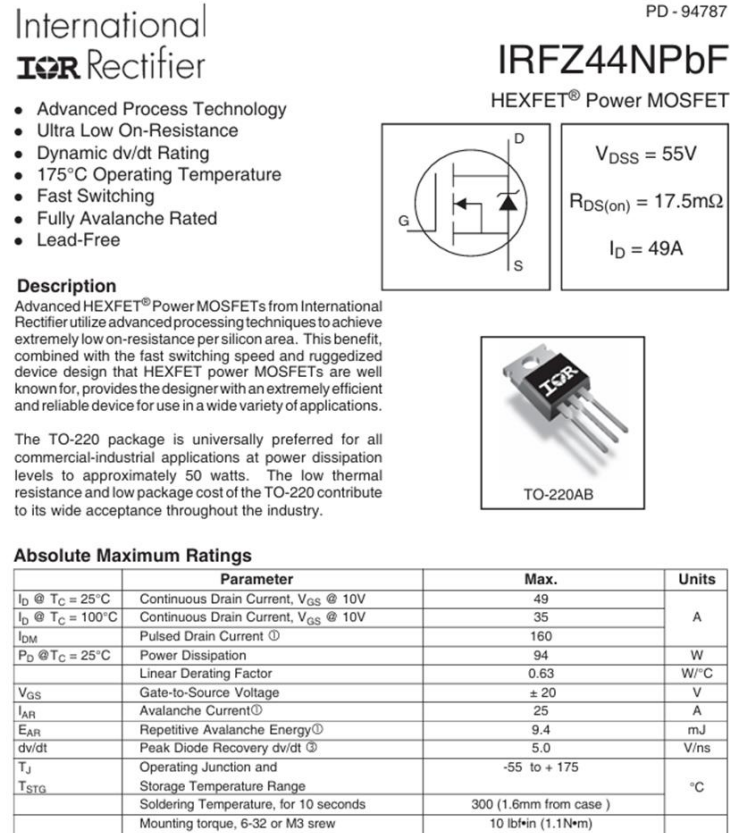 International
IOR Rectifier
PD - 94787
IRFZ44NPbF
HEXFET® Power MOSFET
● Advanced Process Technology
● Ultra Low On-Resistance
● Dynamic dv/dt Rating
● 175°C Operating Temperature
● Fast Switching
● Fully Avalanche Rated
● Lead-Free
D
G
S
VDSS = 55V
RDS(on) = 17.5mΩ
ID = 49A
Description
Advanced HEXFET® Power MOSFETs from International
Rectifier utilize advanced processing techniques to achieve
extremely low on-resistance per silicon area. This benefit,
combined with the fast switching speed and ruggedized
device design that HEXFET power MOSFETs are well
known for, provides the designer with an extremely efficient
and reliable device for use in a wide variety of applications.
The TO-220 package is universally preferred for all
commercial-industrial applications at power dissipation
levels to approximately 50 watts. The low thermal
resistance and low package cost of the TO-220 contribute
to its wide acceptance throughout the industry.
IOR
TO-220AB
Absolute Maximum Ratings
Parameter Max. Units
ID @ TC = 25°C Continuous Drain Current, VGS @ 10V 49
ID @ TC = 100°C Continuous Drain Current, VGS @ 10V 35 A
IDM Pulsed Drain Current ① 160
PD @TC = 25°C Power Dissipation 94 W
Linear Derating Factor 0.63 W/°C
VGS Gate-to-Source Voltage ± 20 V
IAR Avalanche Current① 25 A
EAR Repetitive Avalanche Energy① 9.4 mJ
dv/dt Peak Diode Recovery dv/dt ③ 5.0 V/ns
TJ Operating Junction and -55 to + 175
TSTG Storage Temperature Range °C
Soldering Temperature, for 10 seconds 300 (1.6mm from case )
Mounting torque, 6-32 or M3 srew 10 lbf•in (1.1N•m)